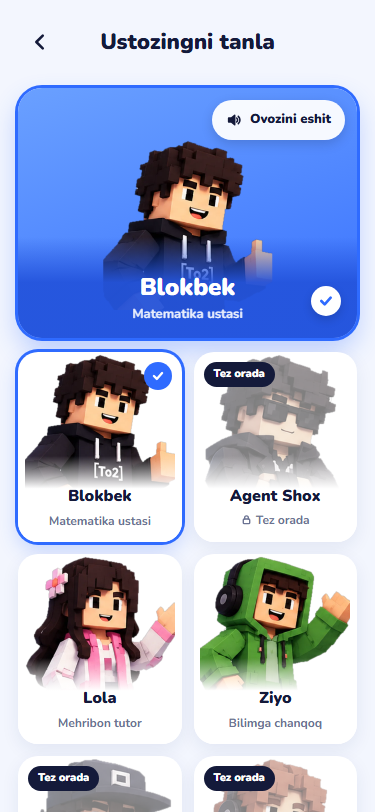 Ustozingni tanla
Ovozini eshit
[To2]
Blokbek
Matematika ustasi
[To2]
Blokbek
Matematika ustasi
Tez orada
Agent Shox
Tez orada
Lola
Mehribon tutor
Ziyo
Bilimga chanqoq
Tez orada
Tez orada